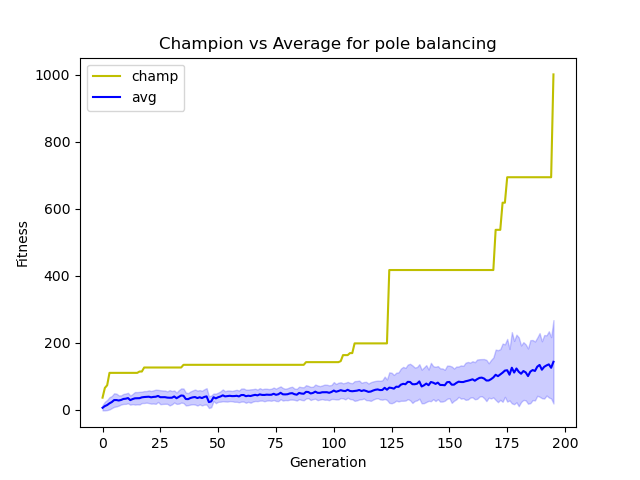 Champion vs Average for pole balancing
champ
avg
1000
800
600
400
200
0
Fitness
0 25 50 75 100 125 150 175 200
Generation